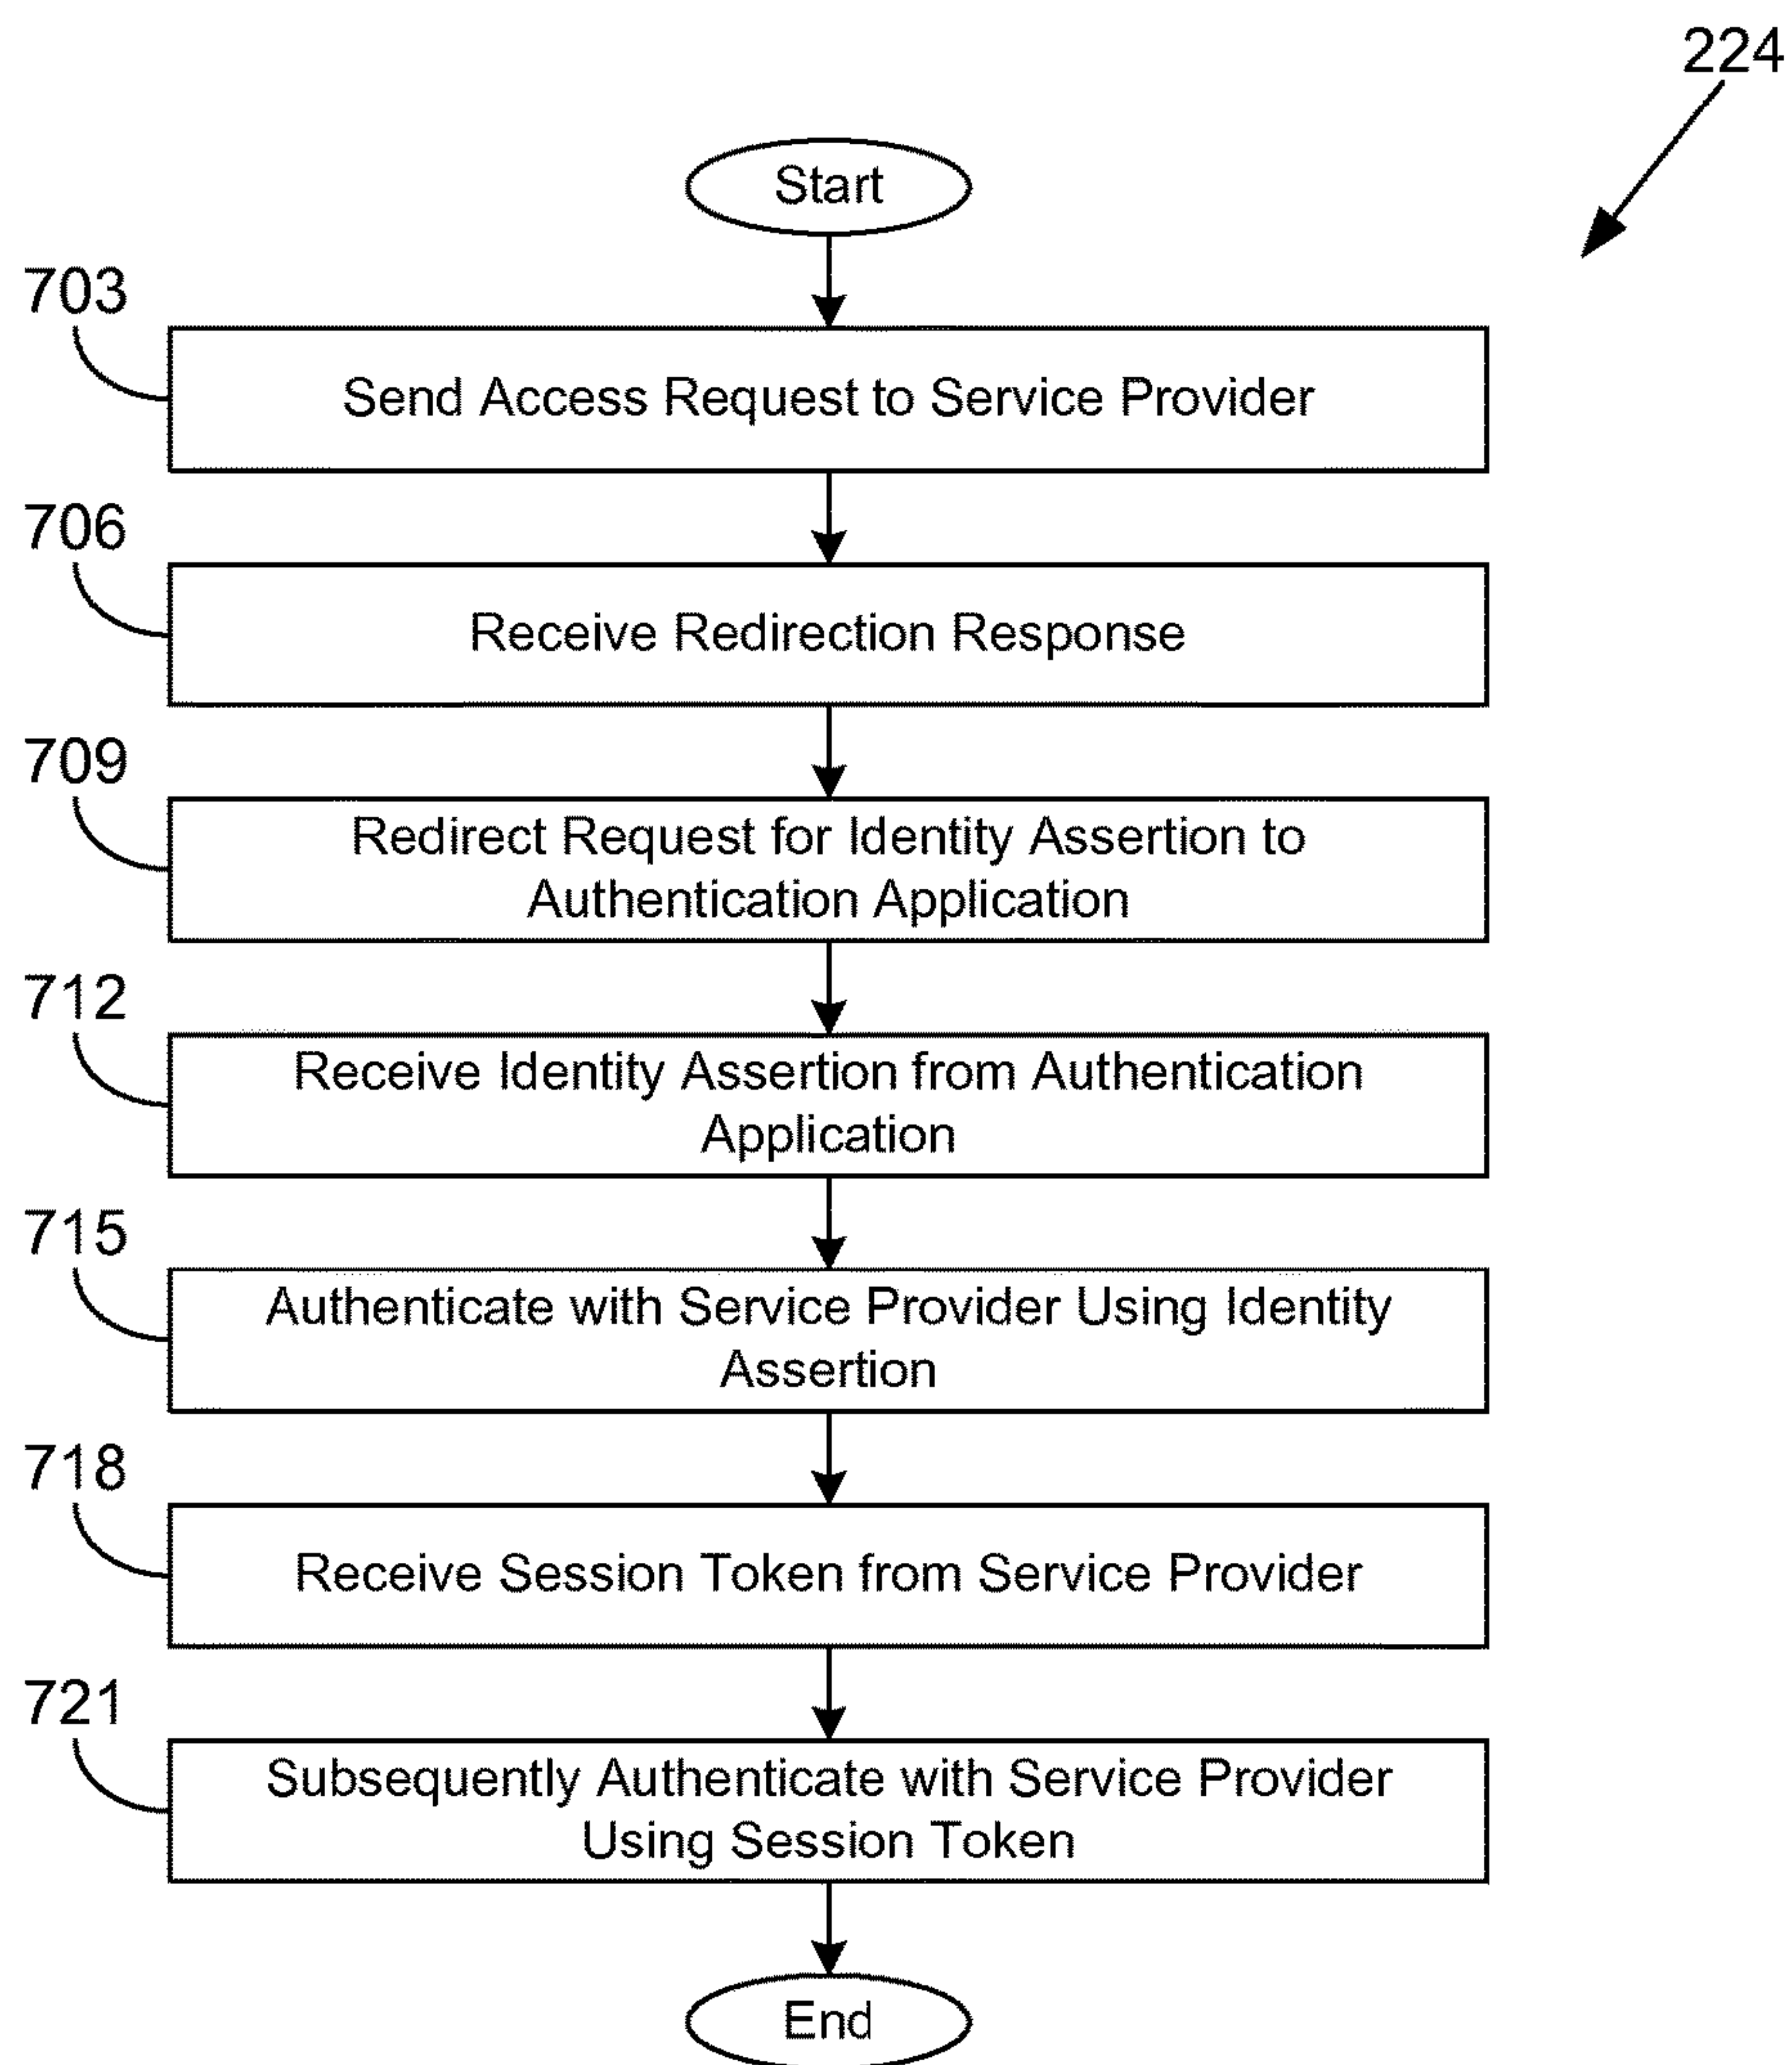 224
Start
703
Send Access Request to Service Provider
706
Receive Redirection Response
709
Redirect Request for Identity Assertion to
Authentication Application
712
Receive Identity Assertion from Authentication
Application
715
Authenticate with Service Provider Using Identity
Assertion
718
Receive Session Token from Service Provider
721
Subsequently Authenticate with Service Provider
Using Session Token
End